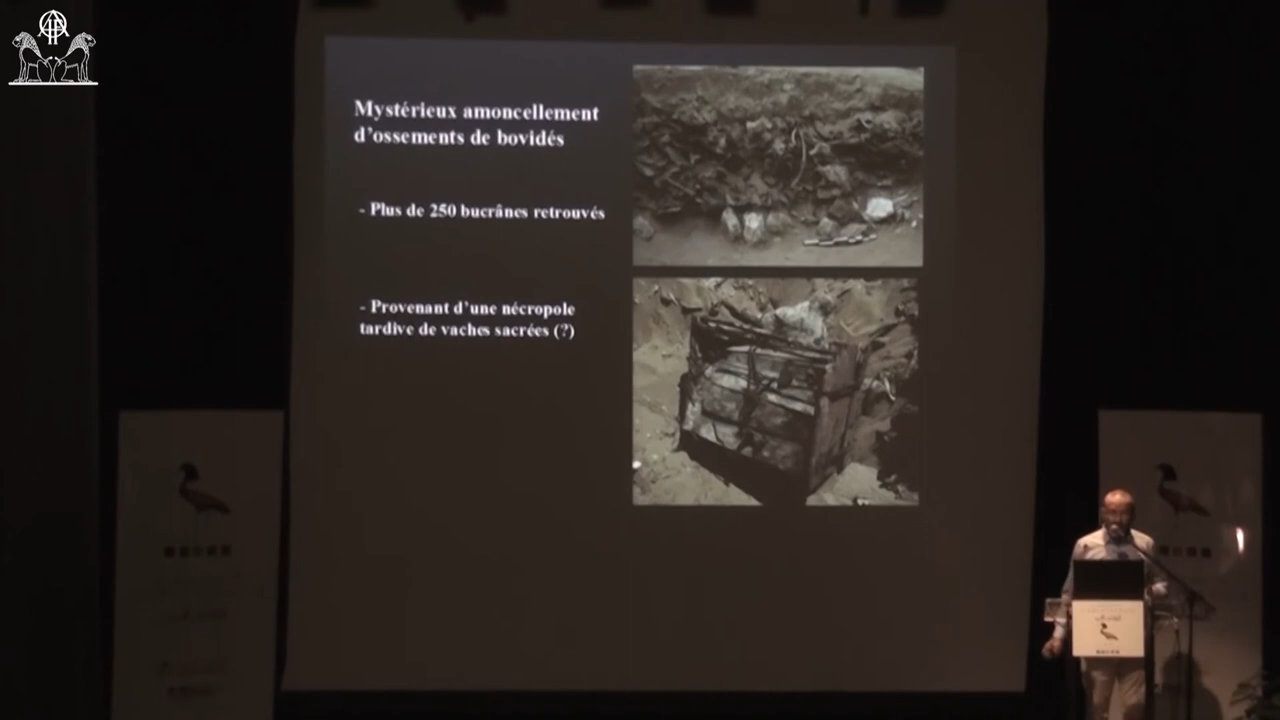 Mystérieux amoncellement
d'ossements de bovidés
- Plus de 250 bucrânes retrouvés
- Provenant d'une nécropole
tardive de vaches sacrées (?)